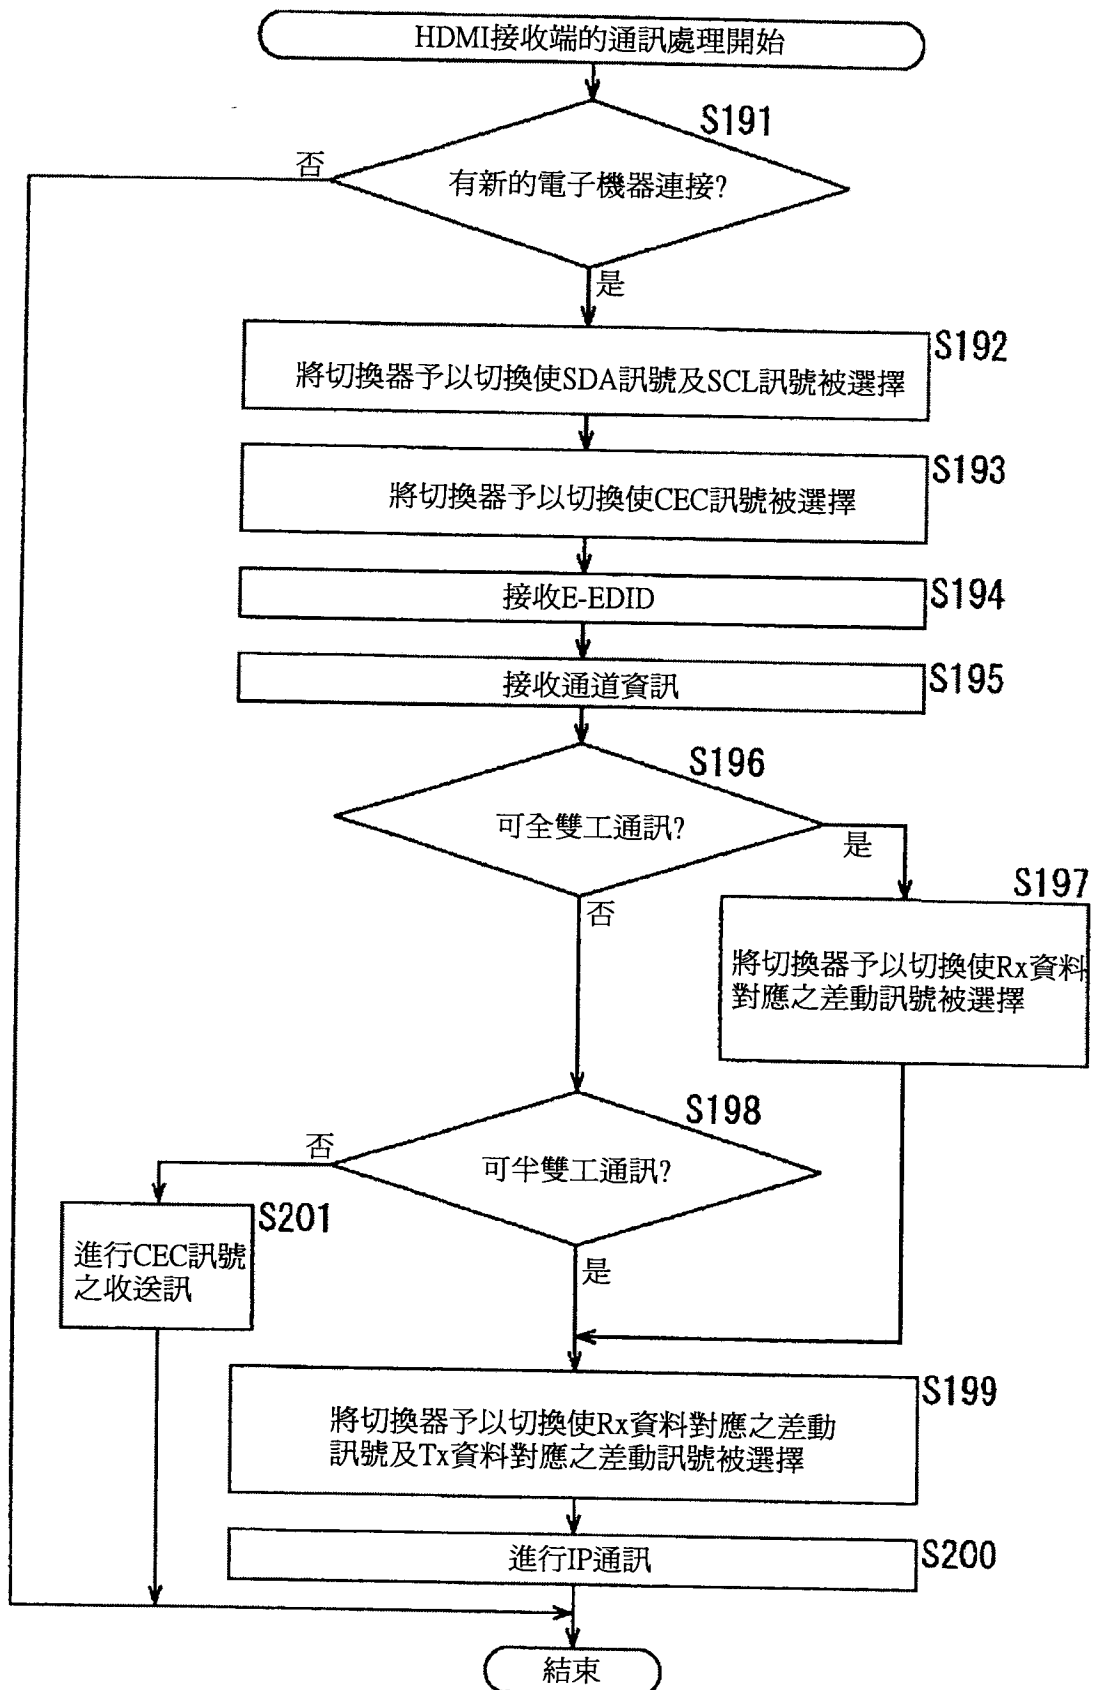 HDMI接收端的通訊處理開始
S191
否
有新的電子機器連接?
是
S192
將切換器予以切換使SDA訊號及SCL訊號被選擇
S193
將切換器予以切換使CEC訊號被選擇
S194
接收E-EDID
S195
接收通道資訊
S196
可全雙工通訊?
是
否
S197
將切換器予以切換使Rx資料
對應之差動訊號被選擇
S198
否
可半雙工通訊?
是
S201
進行CEC訊號
之收送訊
S199
將切換器予以切換使Rx資料對應之差動
訊號及Tx資料對應之差動訊號被選擇
S200
進行IP通訊
結束